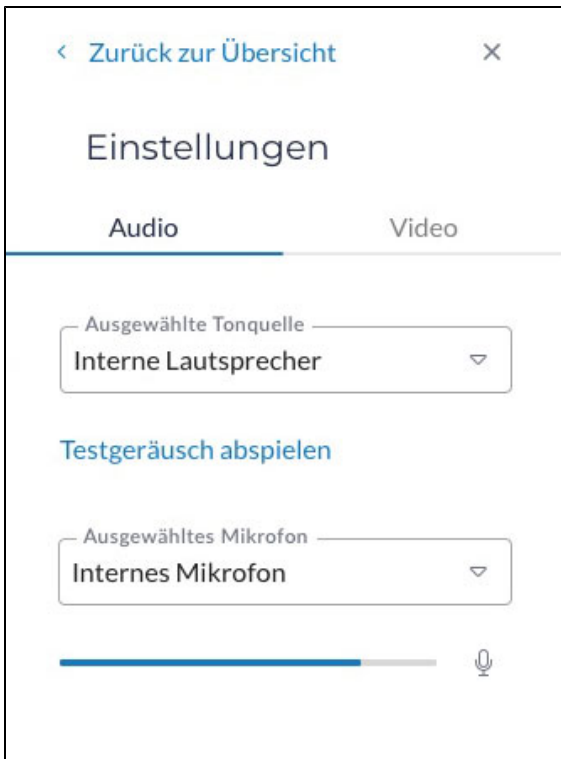 Zurück zur Übersicht
Einstellungen
Audio Video
Ausgewählte Tonquelle
Interne Lautsprecher
Testgeräusch abspielen
Ausgewähltes Mikrofon
Internes Mikrofon